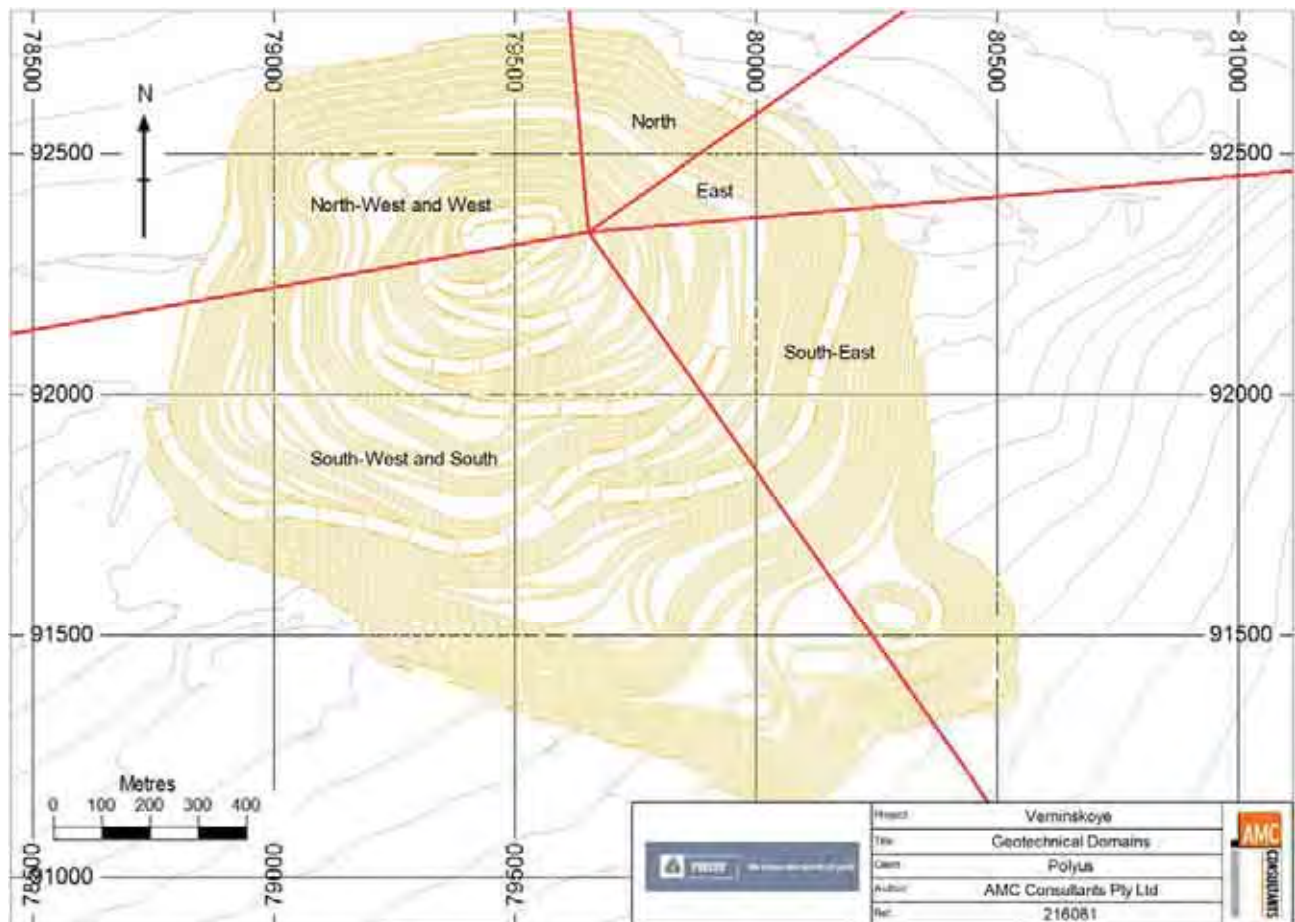 78500
79000
79500
80000
80500
81000
N
92500
92500
North
East
North-West and West
South-East
92000
92000
South-West and South
91500
91500
Metres
0 100 200 300 400
91000
78500
79000
79500
Project Verninskoye
Title Geotechnical Domains
Client Polyus
Author AMC Consultants Pty Ltd
Ref. 216081
AMC
CONSULTANTS